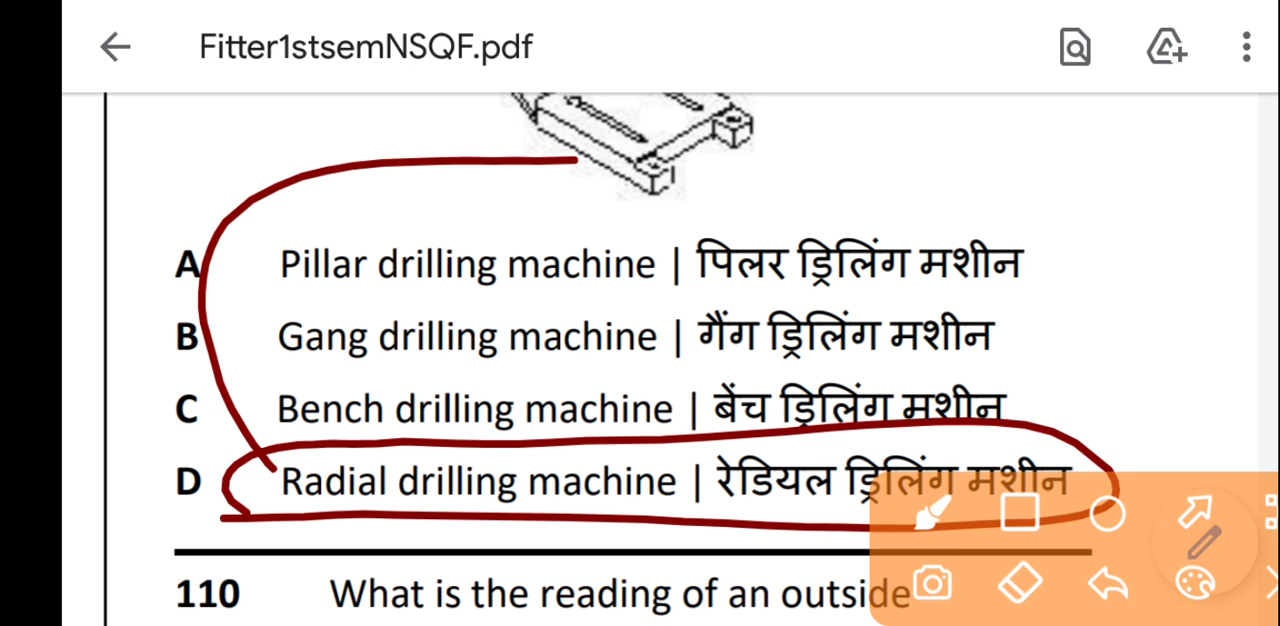 Fitter1stsemNSQF.pdf
A Pillar drilling machine | पिलर ड्रिलिंग मशीन
B Gang drilling machine | गैंग ड्रिलिंग मशीन
C Bench drilling machine | बेंच ड्रिलिंग मशीन
D Radial drilling machine | रेडियल ड्रिलिंग मशीन
110 What is the reading of an outside